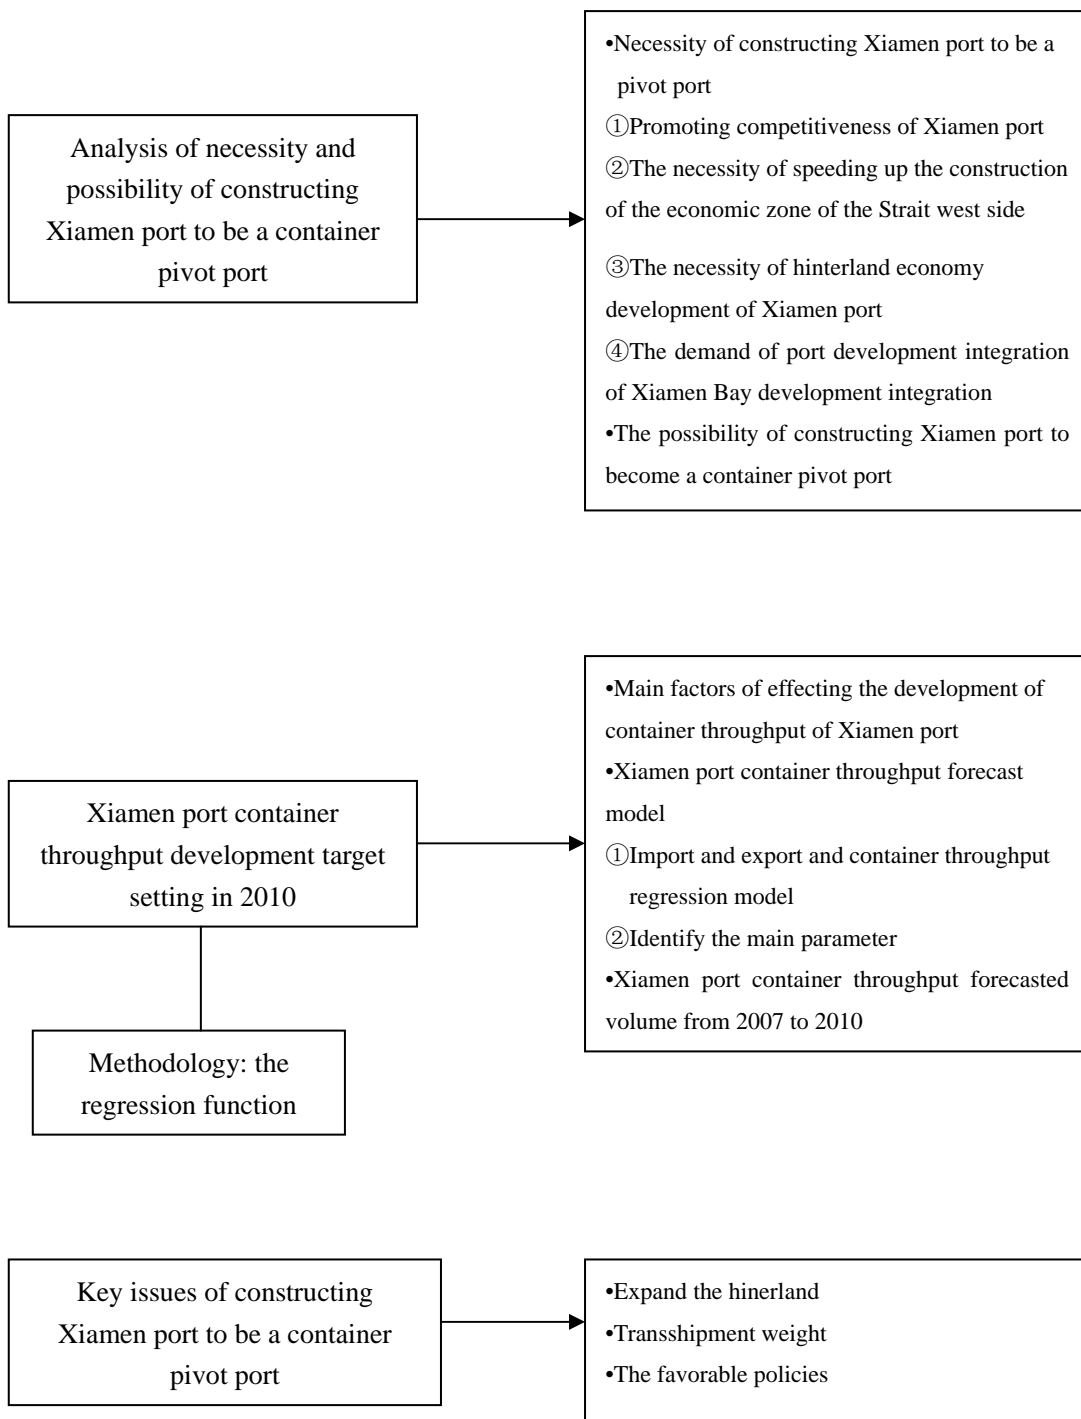 Analysis of necessity and
possibility of constructing
Xiamen port to be a container
pivot port
•Necessity of constructing Xiamen port to be a
pivot port
①Promoting competitiveness of Xiamen port
②The necessity of speeding up the construction
of the economic zone of the Strait west side
③The necessity of hinterland economy
development of Xiamen port
④The demand of port development integration
of Xiamen Bay development integration
•The possibility of constructing Xiamen port to
become a container pivot port
Xiamen port container
throughput development target
setting in 2010
Methodology: the
regression function
•Main factors of effecting the development of
container throughput of Xiamen port
•Xiamen port container throughput forecast
model
①Import and export and container throughput
regression model
②Identify the main parameter
•Xiamen port container throughput forecasted
volume from 2007 to 2010
Key issues of constructing
Xiamen port to be a container
pivot port
•Expand the hinerland
•Transshipment weight
•The favorable policies